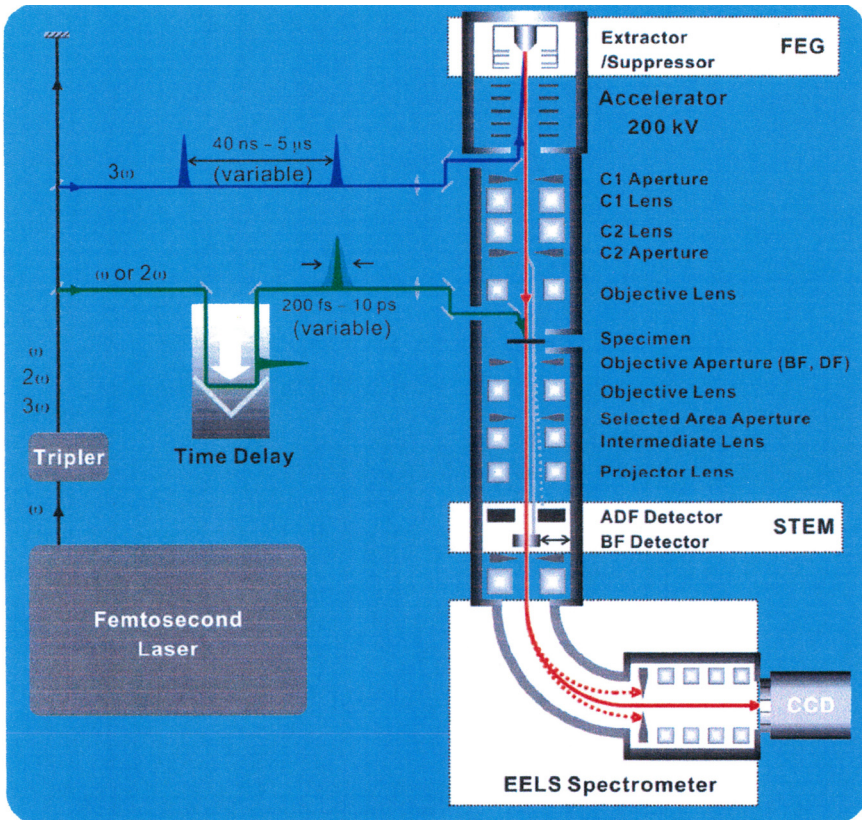 Extractor
/Suppressor
FEG
Accelerator
200 kV
40 ns – 5 μs
(variable)
3ω
C1 Aperture
C1 Lens
C2 Lens
C2 Aperture
ω or 2ω
200 fs – 10 ps
(variable)
Objective Lens
Specimen
Objective Aperture (BF, DF)
Objective Lens
Selected Area Aperture
Intermediate Lens
Projector Lens
ω
2ω
3ω
Tripler
Time Delay
ω
ADF Detector
BF Detector
STEM
Femtosecond
Laser
CCD
EELS Spectrometer